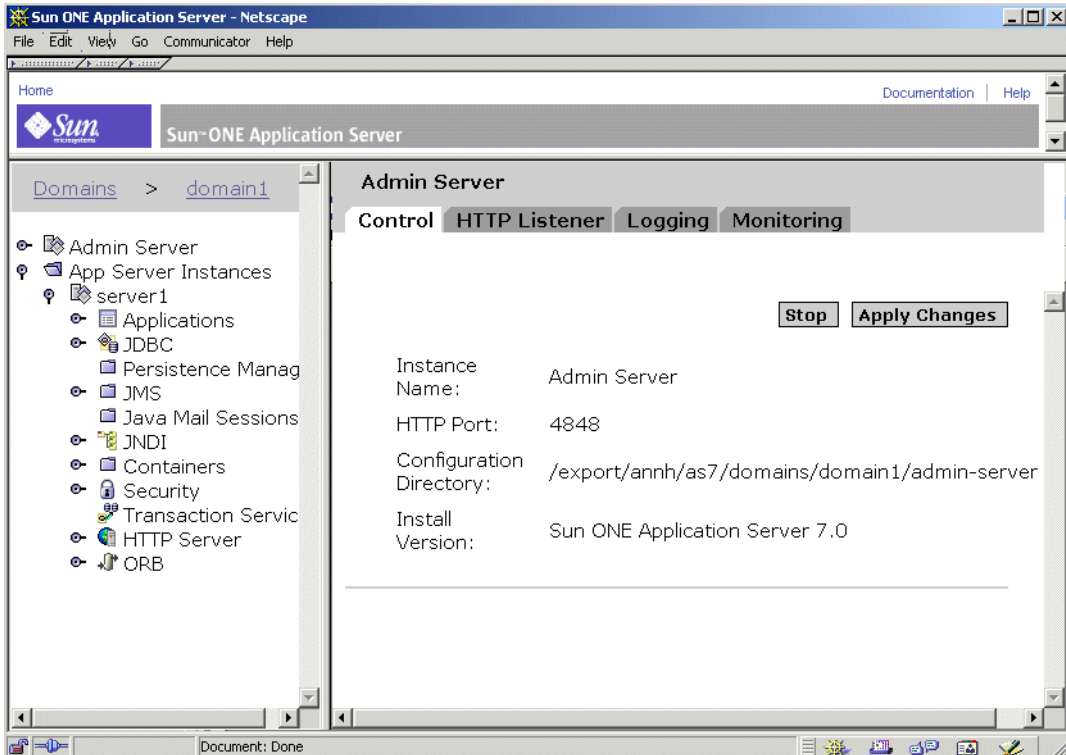 Sun ONE Application Server - Netscape
File Edit View Go Communicator Help
Home
Documentation | Help
Sun
microsystems
Sun™ ONE Application Server
Domains > domain1
Admin Server
App Server Instances
server1
Applications
JDBC
Persistence Manag
JMS
Java Mail Sessions
JNDI
Containers
Security
Transaction Servic
HTTP Server
ORB
Admin Server
Control HTTP Listener Logging Monitoring
Stop Apply Changes
Instance
Name:
Admin Server
HTTP Port: 4848
Configuration
Directory:
/export/annh/as7/domains/domain1/admin-server
Install
Version:
Sun ONE Application Server 7.0
Document: Done